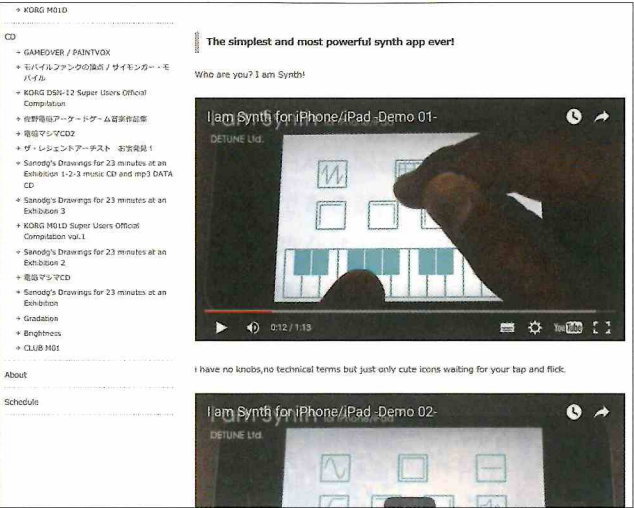 → KORG M01D
CD
→ GAMEOVER / PAINTVOX
→ モバイルファンクの頂点 / サイモンガー・モ
バイル
→ KORG DSN-12 Super Users Official
Compilation
→ 佐野電磁アーケードゲーム音楽作品集
→ 電磁マシマCD2
→ ザ・レジェンドアーチスト お宝発見！
→ Sanodg's Drawings for 23 minutes at an
Exhibition 1-2-3 music CD and mp3 DATA
CD
→ Sanodg's Drawings for 23 minutes at an
Exhibition 3
→ KORG M01D Super Users Official
Compilation vol.1
→ Sanodg's Drawings for 23 minutes at an
Exhibition 2
→ 電磁マシマCD
→ Sanodg's Drawings for 23 minutes at an
Exhibition
→ Gradation
→ Brightness
→ CLUB M01
About
Schedule
The simplest and most powerful synth app ever!
Who are you? I am Synth!
I am Synth for iPhone/iPad -Demo 01-
DETUNE Ltd.
0:12 / 1:13
YouTube
I have no knobs,no technical terms but just only cute icons waiting for your tap and flick.
I am Synth for iPhone/iPad -Demo 02-
DETUNE Ltd.